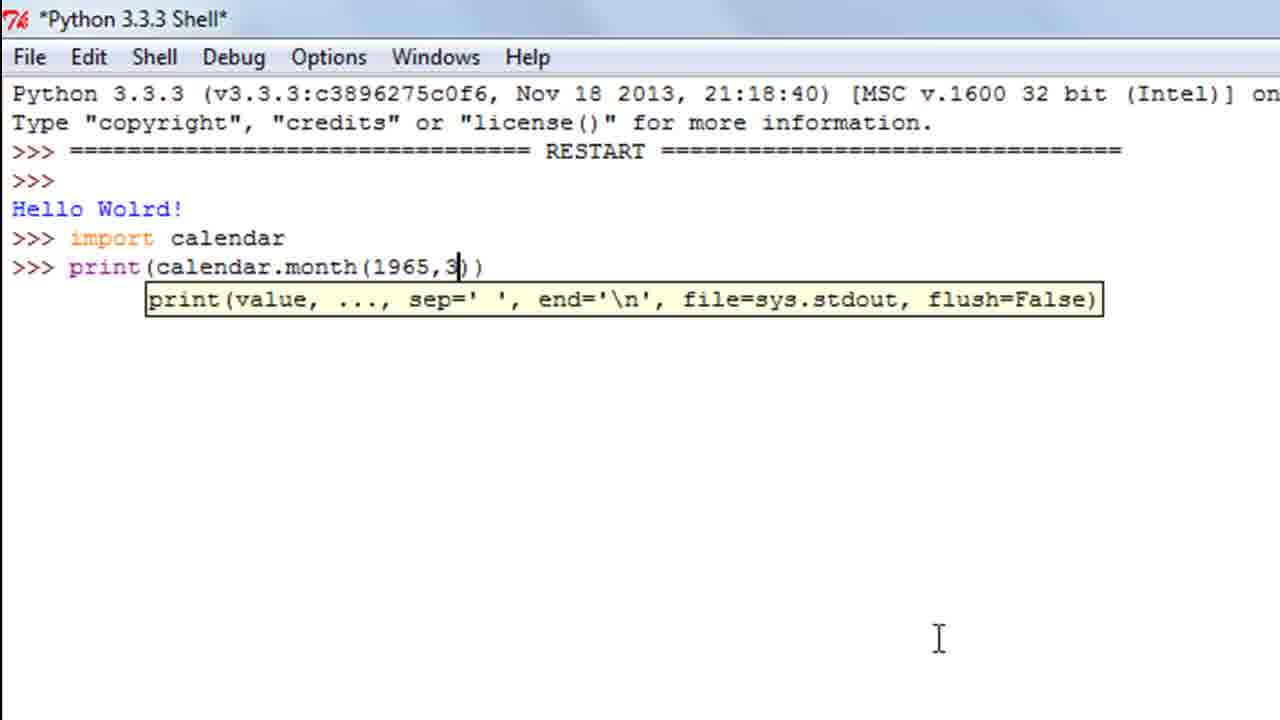 *Python 3.3.3 Shell*
File Edit Shell Debug Options Windows Help
Python 3.3.3 (v3.3.3:c3896275c0f6, Nov 18 2013, 21:18:40) [MSC v.1600 32 bit (Intel)] on
Type "copyright", "credits" or "license()" for more information.
>>> ================================ RESTART ================================
>>>
Hello Wolrd!
>>> import calendar
>>> print(calendar.month(1965,3))
print(value, ..., sep=' ', end='\n', file=sys.stdout, flush=False)